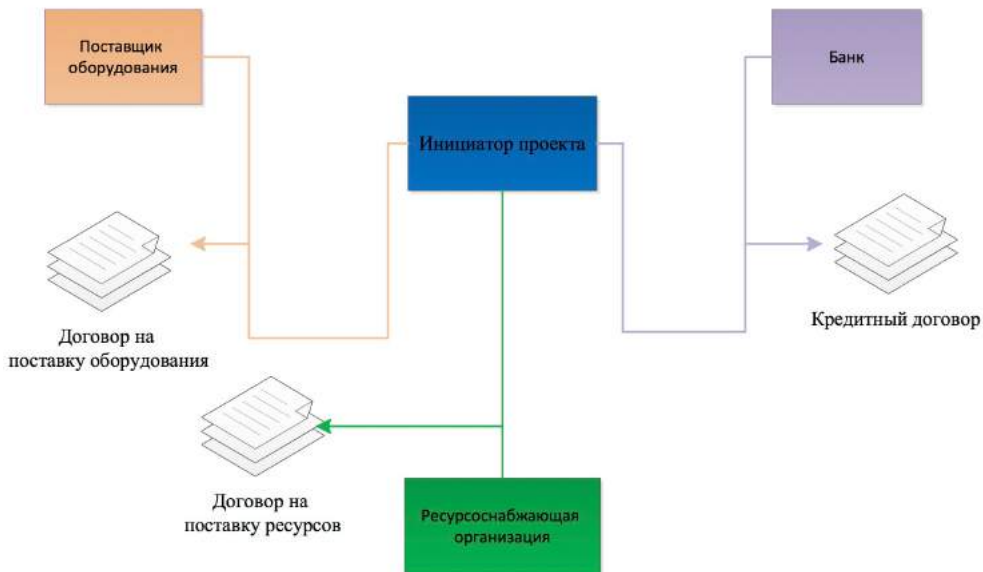 Поставщик
оборудования
Банк
Инициатор проекта
Договор на
поставку оборудования
Кредитный договор
Договор на
поставку ресурсов
Ресурсоснабжающая
организация